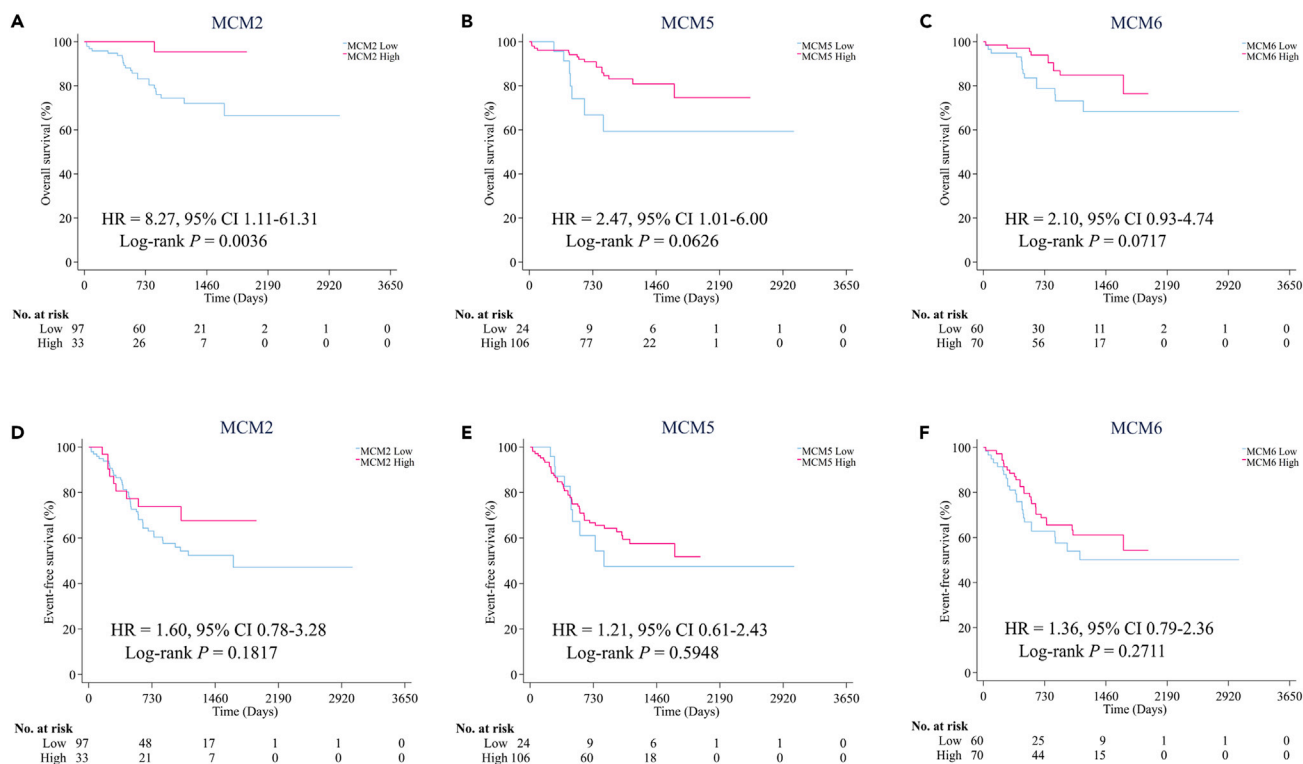 A
MCM2
MCM2 Low
MCM2 High
Overall survival (%)
100
80
60
40
20
0
HR = 8.27, 95% CI 1.11-61.31
Log-rank P = 0.0036
0 730 1460 2190 2920 3650
Time (Days)
No. at risk
Low 97 60 21 2 1 0
High 33 26 7 0 0 0
B
MCM5
MCM5 Low
MCM5 High
Overall survival (%)
100
80
60
40
20
0
HR = 2.47, 95% CI 1.01-6.00
Log-rank P = 0.0626
0 730 1460 2190 2920 3650
Time (Days)
No. at risk
Low 24 9 6 1 1 0
High 106 77 22 1 0 0
C
MCM6
MCM6 Low
MCM6 High
Overall survival (%)
100
80
60
40
20
0
HR = 2.10, 95% CI 0.93-4.74
Log-rank P = 0.0717
0 730 1460 2190 2920 3650
Time (Days)
No. at risk
Low 60 30 11 2 1 0
High 70 56 17 0 0 0
D
MCM2
MCM2 Low
MCM2 High
Event-free survival (%)
100
80
60
40
20
0
HR = 1.60, 95% CI 0.78-3.28
Log-rank P = 0.1817
0 730 1460 2190 2920 3650
Time (Days)
No. at risk
Low 97 48 17 1 1 0
High 33 21 7 0 0 0
E
MCM5
MCM5 Low
MCM5 High
Event-free survival (%)
100
80
60
40
20
0
HR = 1.21, 95% CI 0.61-2.43
Log-rank P = 0.5948
0 730 1460 2190 2920 3650
Time (Days)
No. at risk
Low 24 9 6 1 1 0
High 106 60 18 0 0 0
F
MCM6
MCM6 Low
MCM6 High
Event-free survival (%)
100
80
60
40
20
0
HR = 1.36, 95% CI 0.79-2.36
Log-rank P = 0.2711
0 730 1460 2190 2920 3650
Time (Days)
No. at risk
Low 60 25 9 1 1 0
High 70 44 15 0 0 0